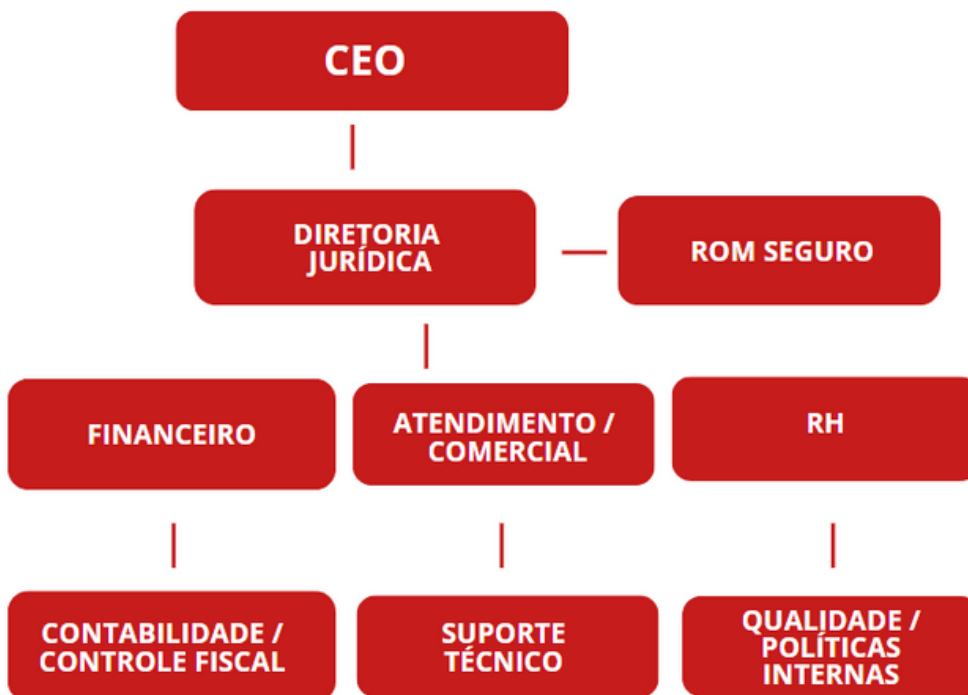 CEO
DIRETORIA
JURÍDICA
ROM SEGURO
FINANCEIRO
ATENDIMENTO /
COMERCIAL
RH
CONTABILIDADE /
CONTROLE FISCAL
SUPORTE
TÉCNICO
QUALIDADE /
POLÍTICAS
INTERNAS